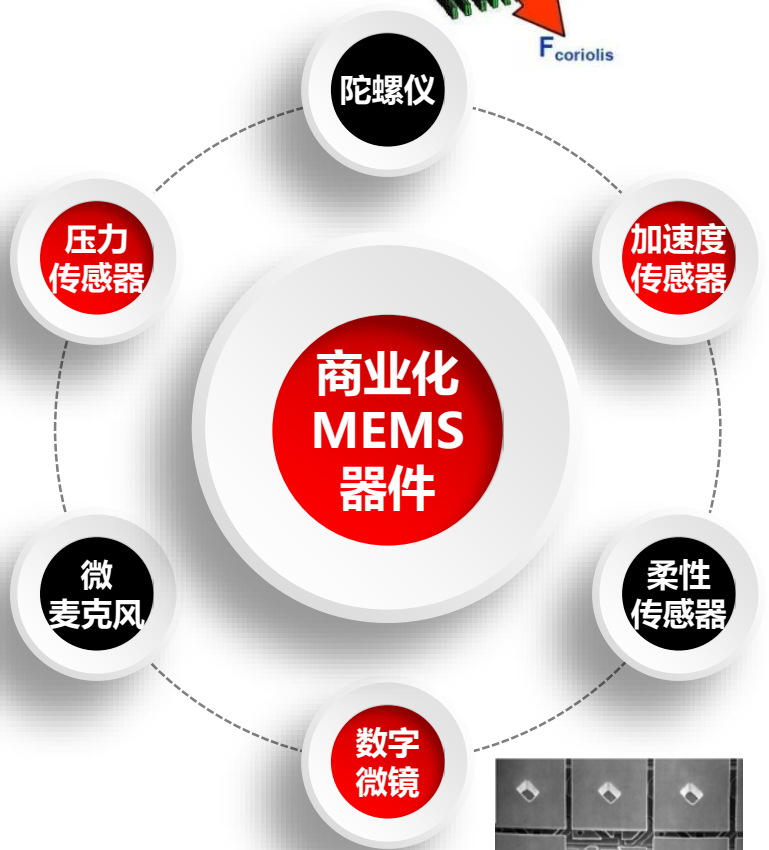 Fcoriolis
陀螺仪
压力
传感器
加速度
传感器
商业化
MEMS
器件
微
麦克风
柔性
传感器
数字
微镜